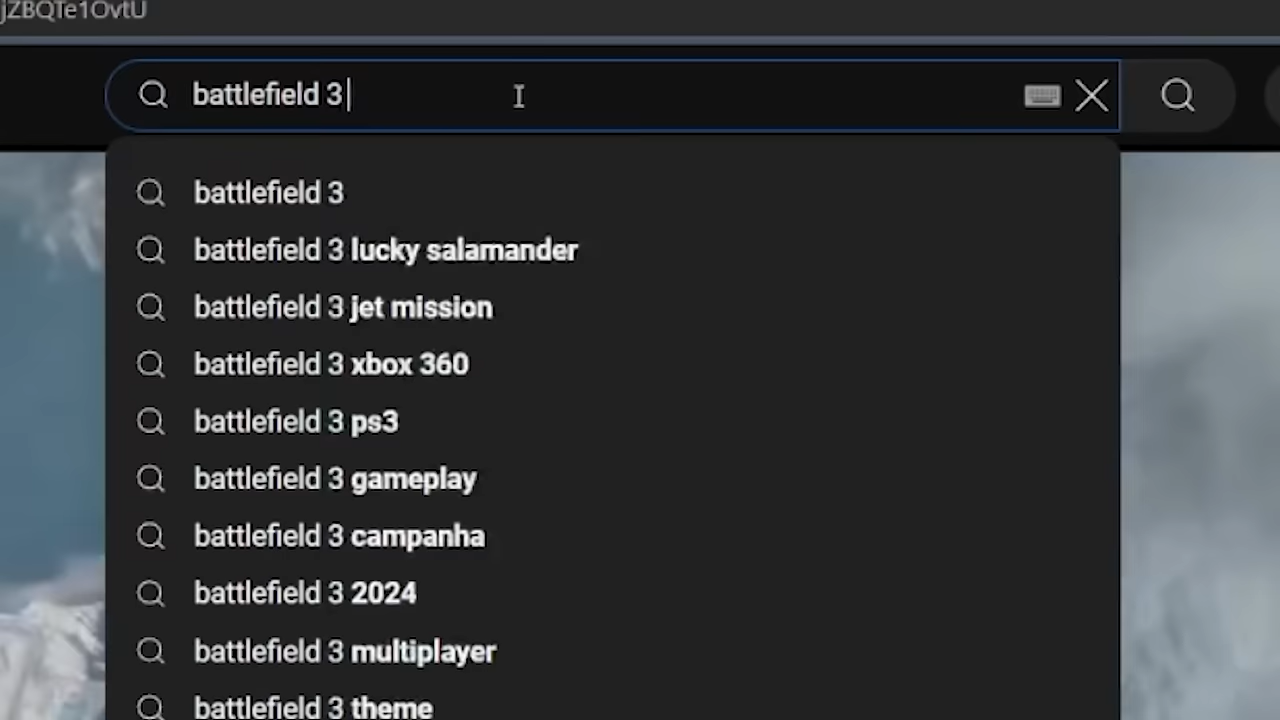 jZBQTe1OvtU
battlefield 3
battlefield 3
battlefield 3 lucky salamander
battlefield 3 jet mission
battlefield 3 xbox 360
battlefield 3 ps3
battlefield 3 gameplay
battlefield 3 campanha
battlefield 3 2024
battlefield 3 multiplayer
battlefield 3 theme